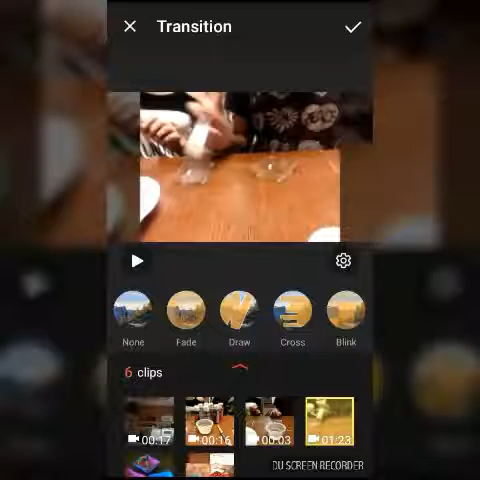 Transition
None Fade Draw Cross Blink
6 clips
00:17 00:16 00:03 01:23
DU SCREEN RECORDER